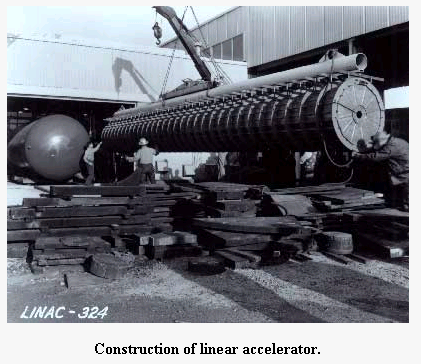 LINAC - 324
Construction of linear accelerator.